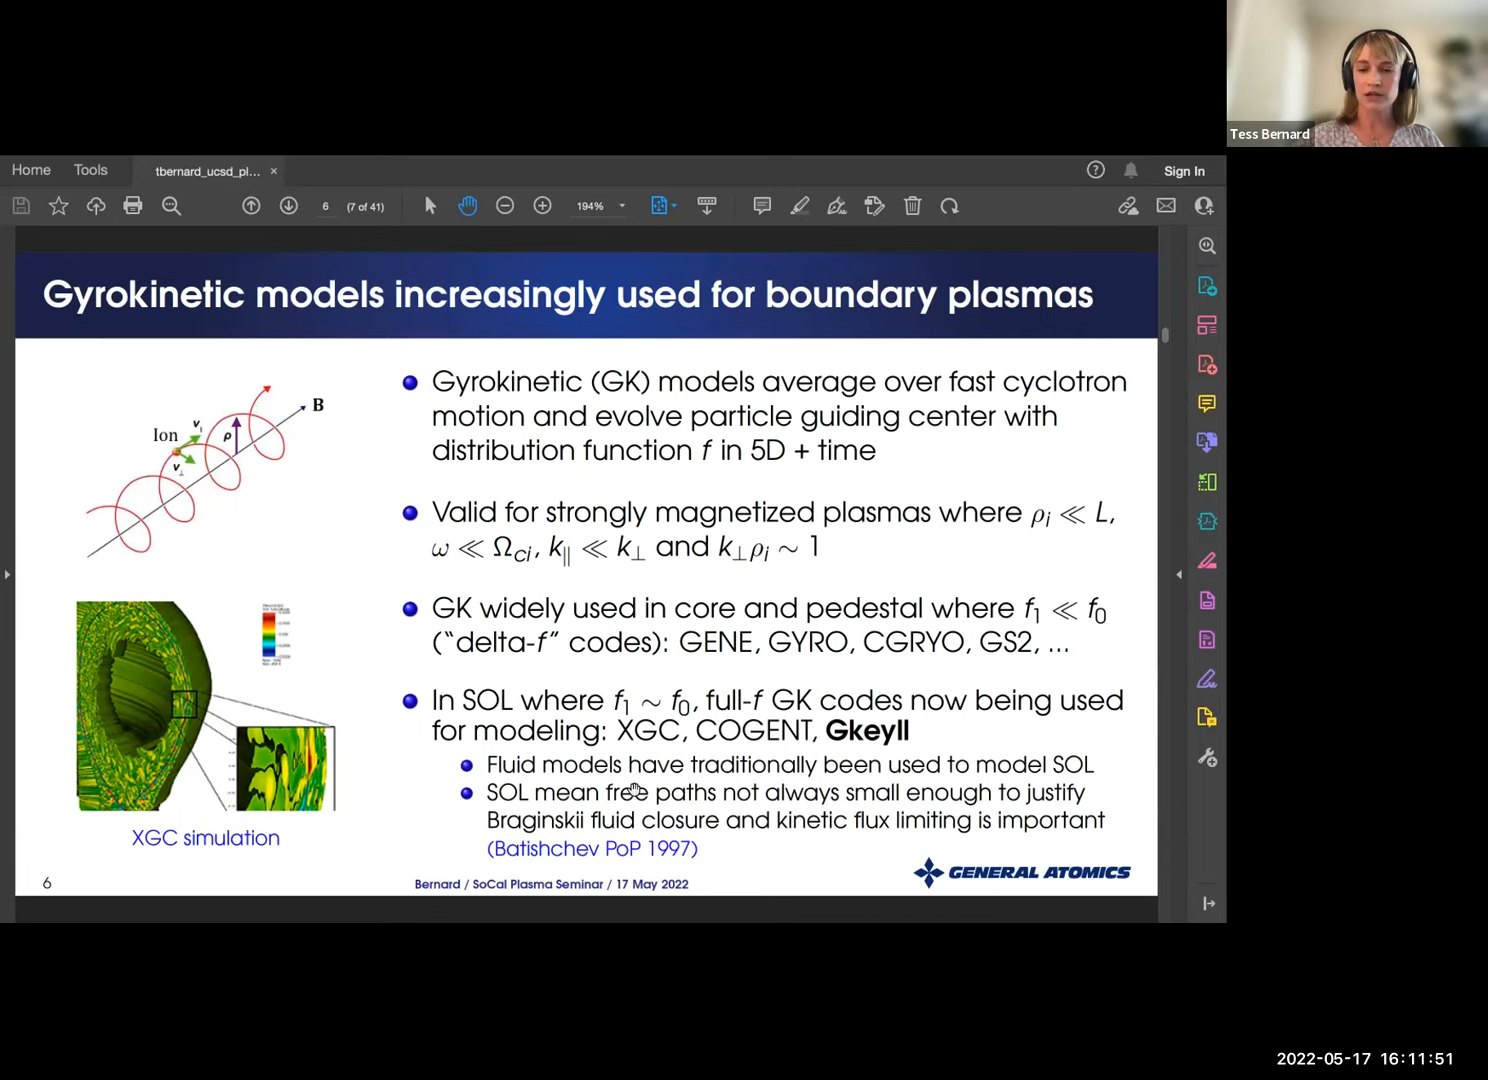 Tess Bernard
Home Tools tbernard_ucsd_pl... × Sign In
6 (7 of 41) 194%
Gyrokinetic models increasingly used for boundary plasmas
B
Ion v∥ ρ
v⊥
Gyrokinetic (GK) models average over fast cyclotron
motion and evolve particle guiding center with
distribution function f in 5D + time
Valid for strongly magnetized plasmas where ρi ≪ L,
ω ≪ Ωci, k∥ ≪ k⊥ and k⊥ρi ∼ 1
GK widely used in core and pedestal where f1 ≪ f0
("delta-f" codes): GENE, GYRO, CGRYO, GS2, ...
In SOL where f1 ∼ f0, full-f GK codes now being used
for modeling: XGC, COGENT, Gkeyll
Fluid models have traditionally been used to model SOL
SOL mean free paths not always small enough to justify
Braginskii fluid closure and kinetic flux limiting is important
(Batishchev PoP 1997)
XGC simulation
6
Bernard / SoCal Plasma Seminar / 17 May 2022
GENERAL ATOMICS
2022-05-17 16:11:51